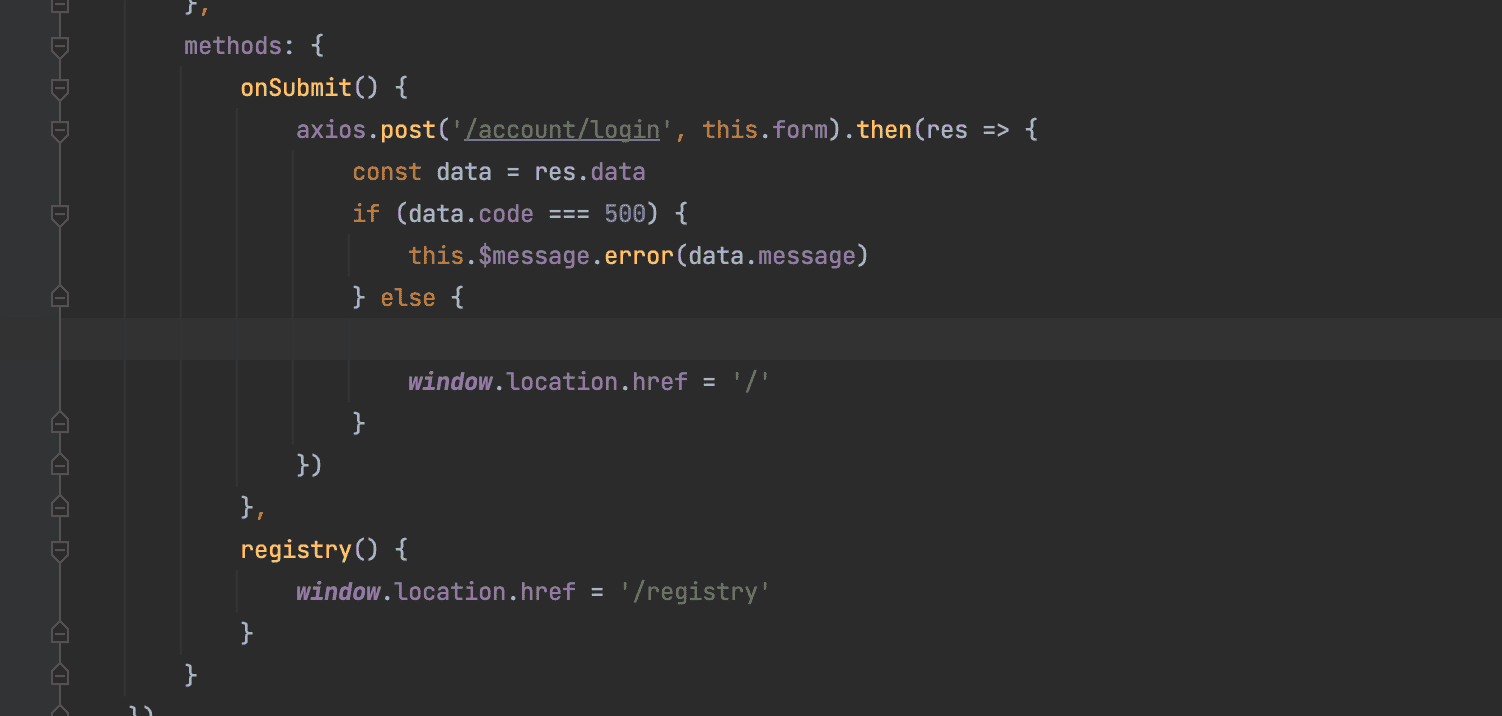 },
methods: {
onSubmit() {
axios.post('/account/login', this.form).then(res => {
const data = res.data
if (data.code === 500) {
this.$message.error(data.message)
} else {
window.location.href = '/'
}
})
},
registry() {
window.location.href = '/registry'
}
}
})